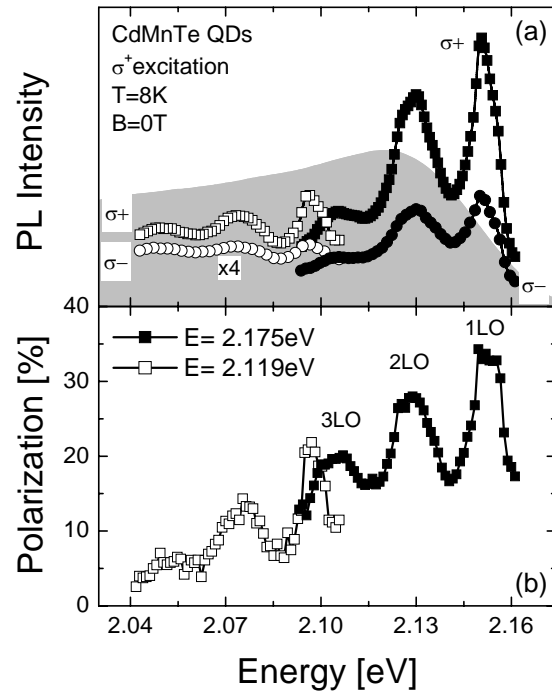 (a)
CdMnTe QDs
σ+excitation
T=8K
B=0T
σ+
PL Intensity
σ+
σ−
x4
σ−
40
30
20
10
0
Polarization [%]
E= 2.175eV
E= 2.119eV
1LO
2LO
3LO
(b)
2.04
2.07
2.10
2.13
2.16
Energy [eV]